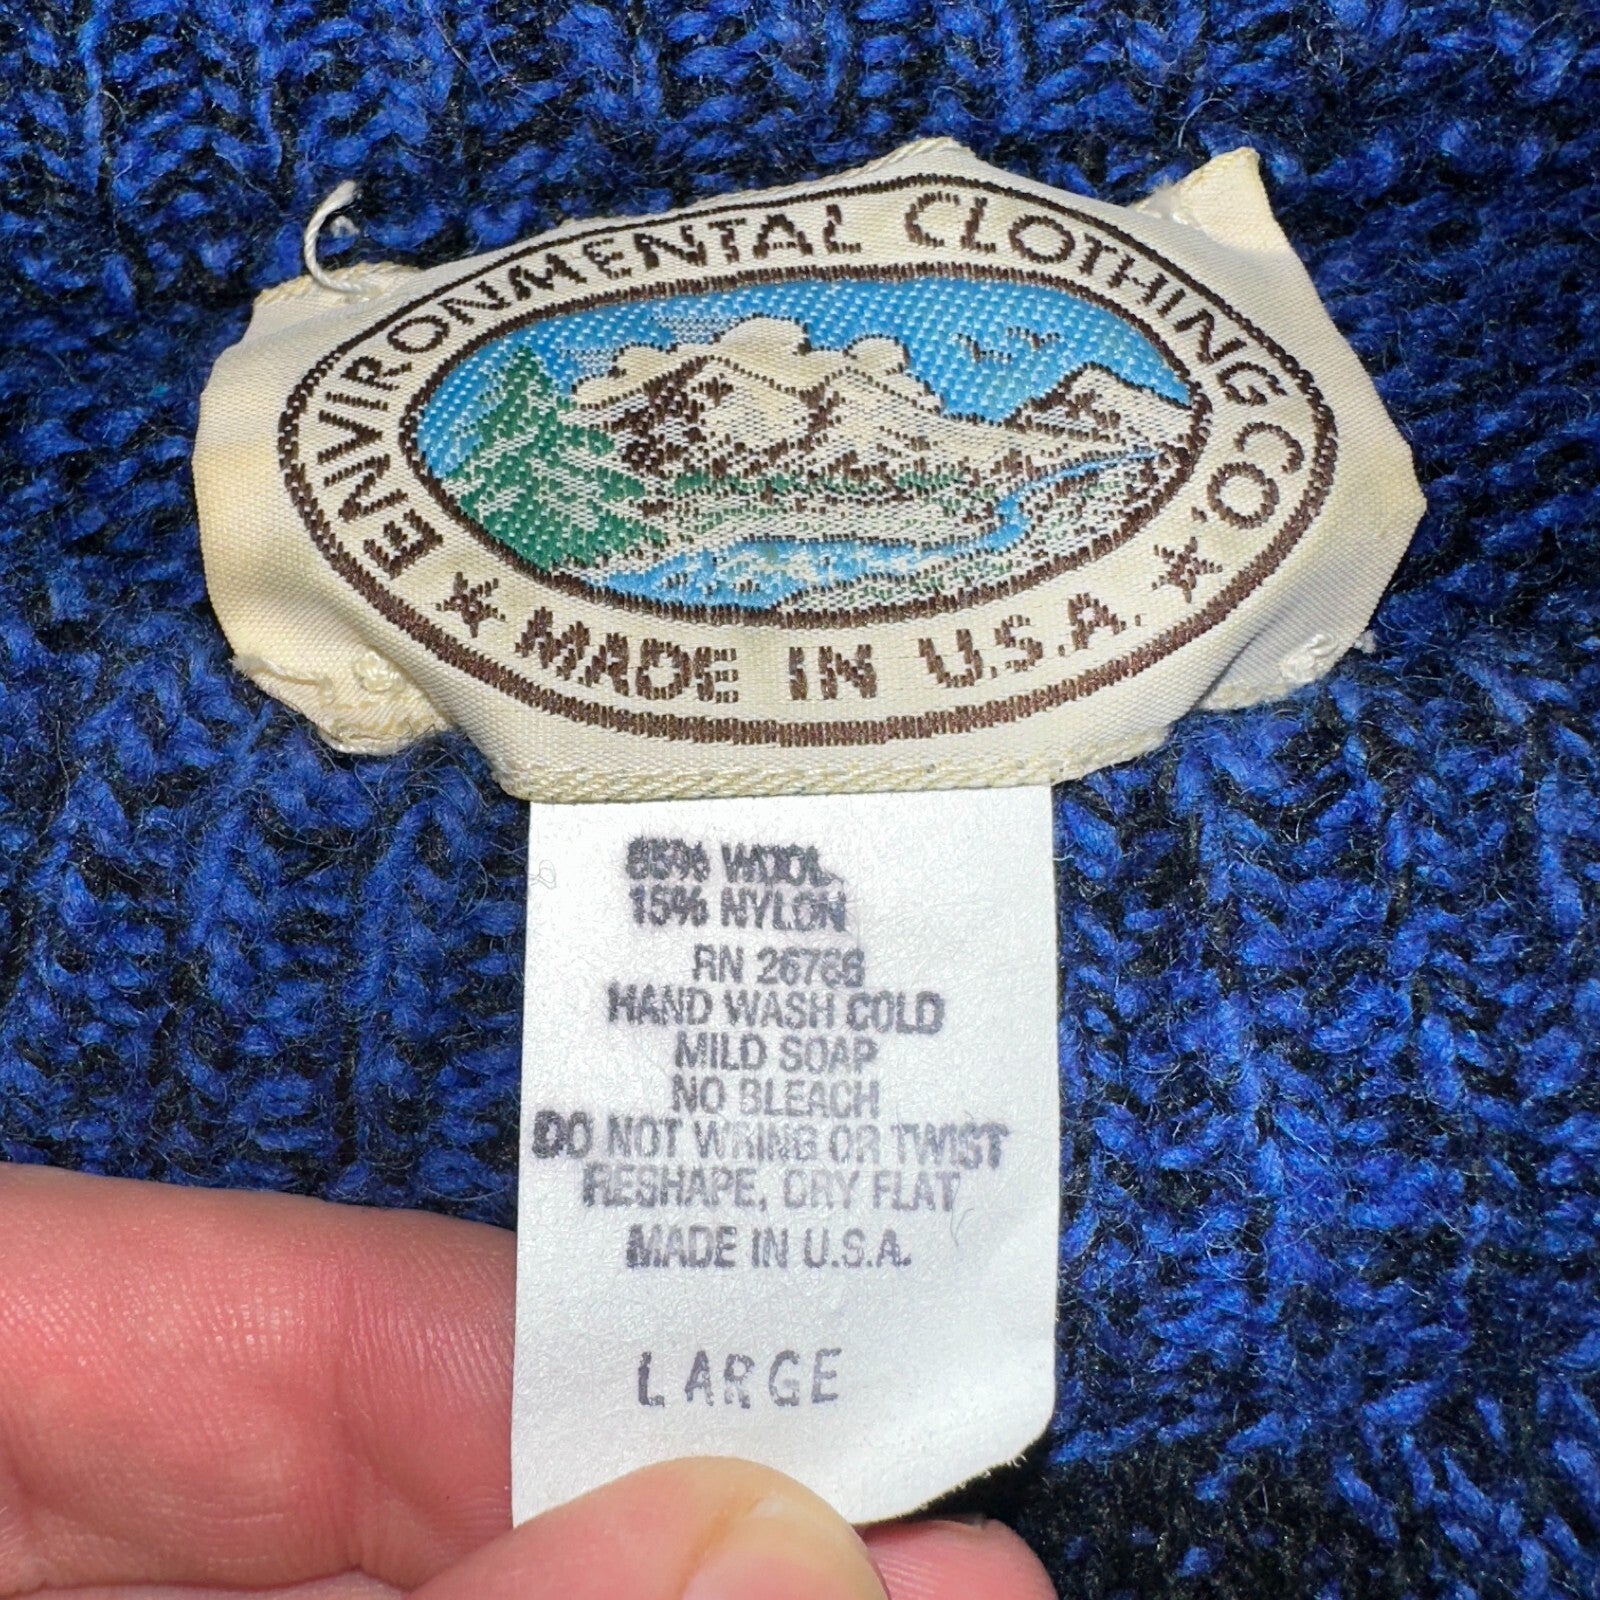 ENVIRONMENTAL CLOTHING CO.
★ MADE IN U.S.A. ★
85% WOOL
15% NYLON
RN 26786
HAND WASH COLD
MILD SOAP
NO BLEACH
DO NOT WRING OR TWIST
RESHAPE, DRY FLAT
MADE IN U.S.A.
LARGE